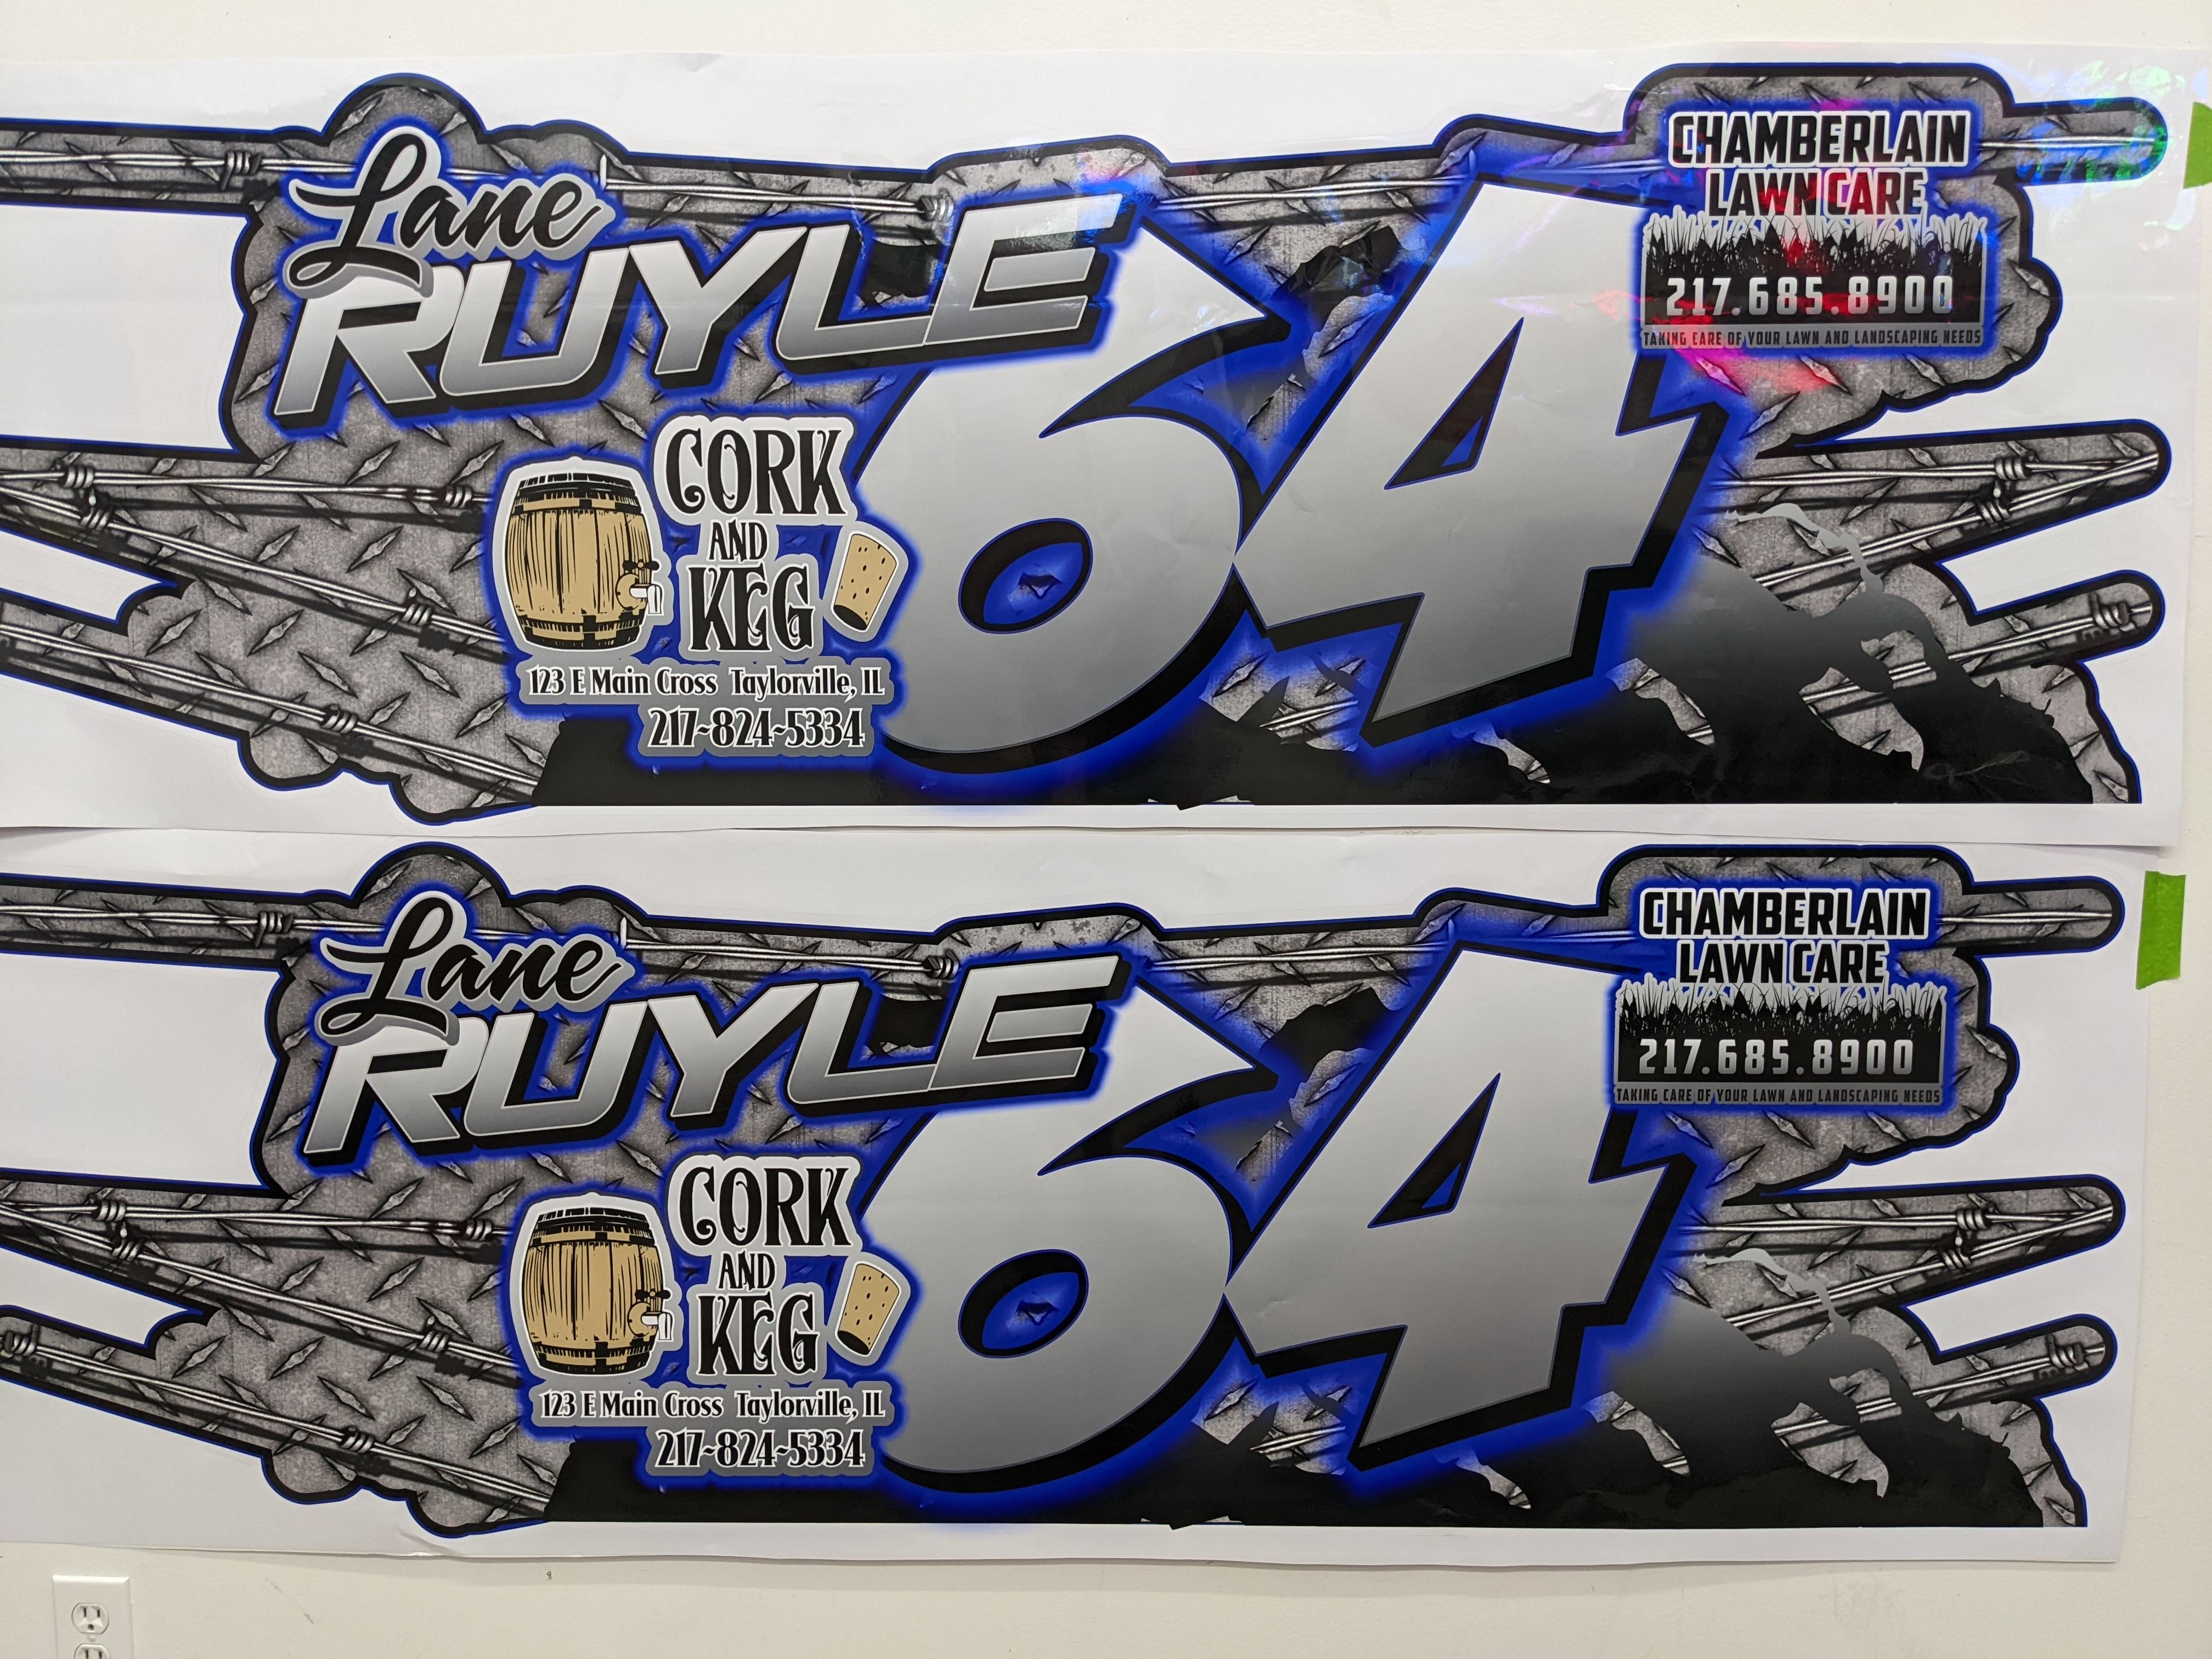 Lane
RUYLE
64
CHAMBERLAIN
LAWN CARE
217.685.8900
TAKING CARE OF YOUR LAWN AND LANDSCAPING NEEDS
CORK
AND
KEG
123 E Main Cross Taylorville, IL
217-824-5334
Lane
RUYLE
64
CHAMBERLAIN
LAWN CARE
217.685.8900
TAKING CARE OF YOUR LAWN AND LANDSCAPING NEEDS
CORK
AND
KEG
123 E Main Cross Taylorville, IL
217-824-5334